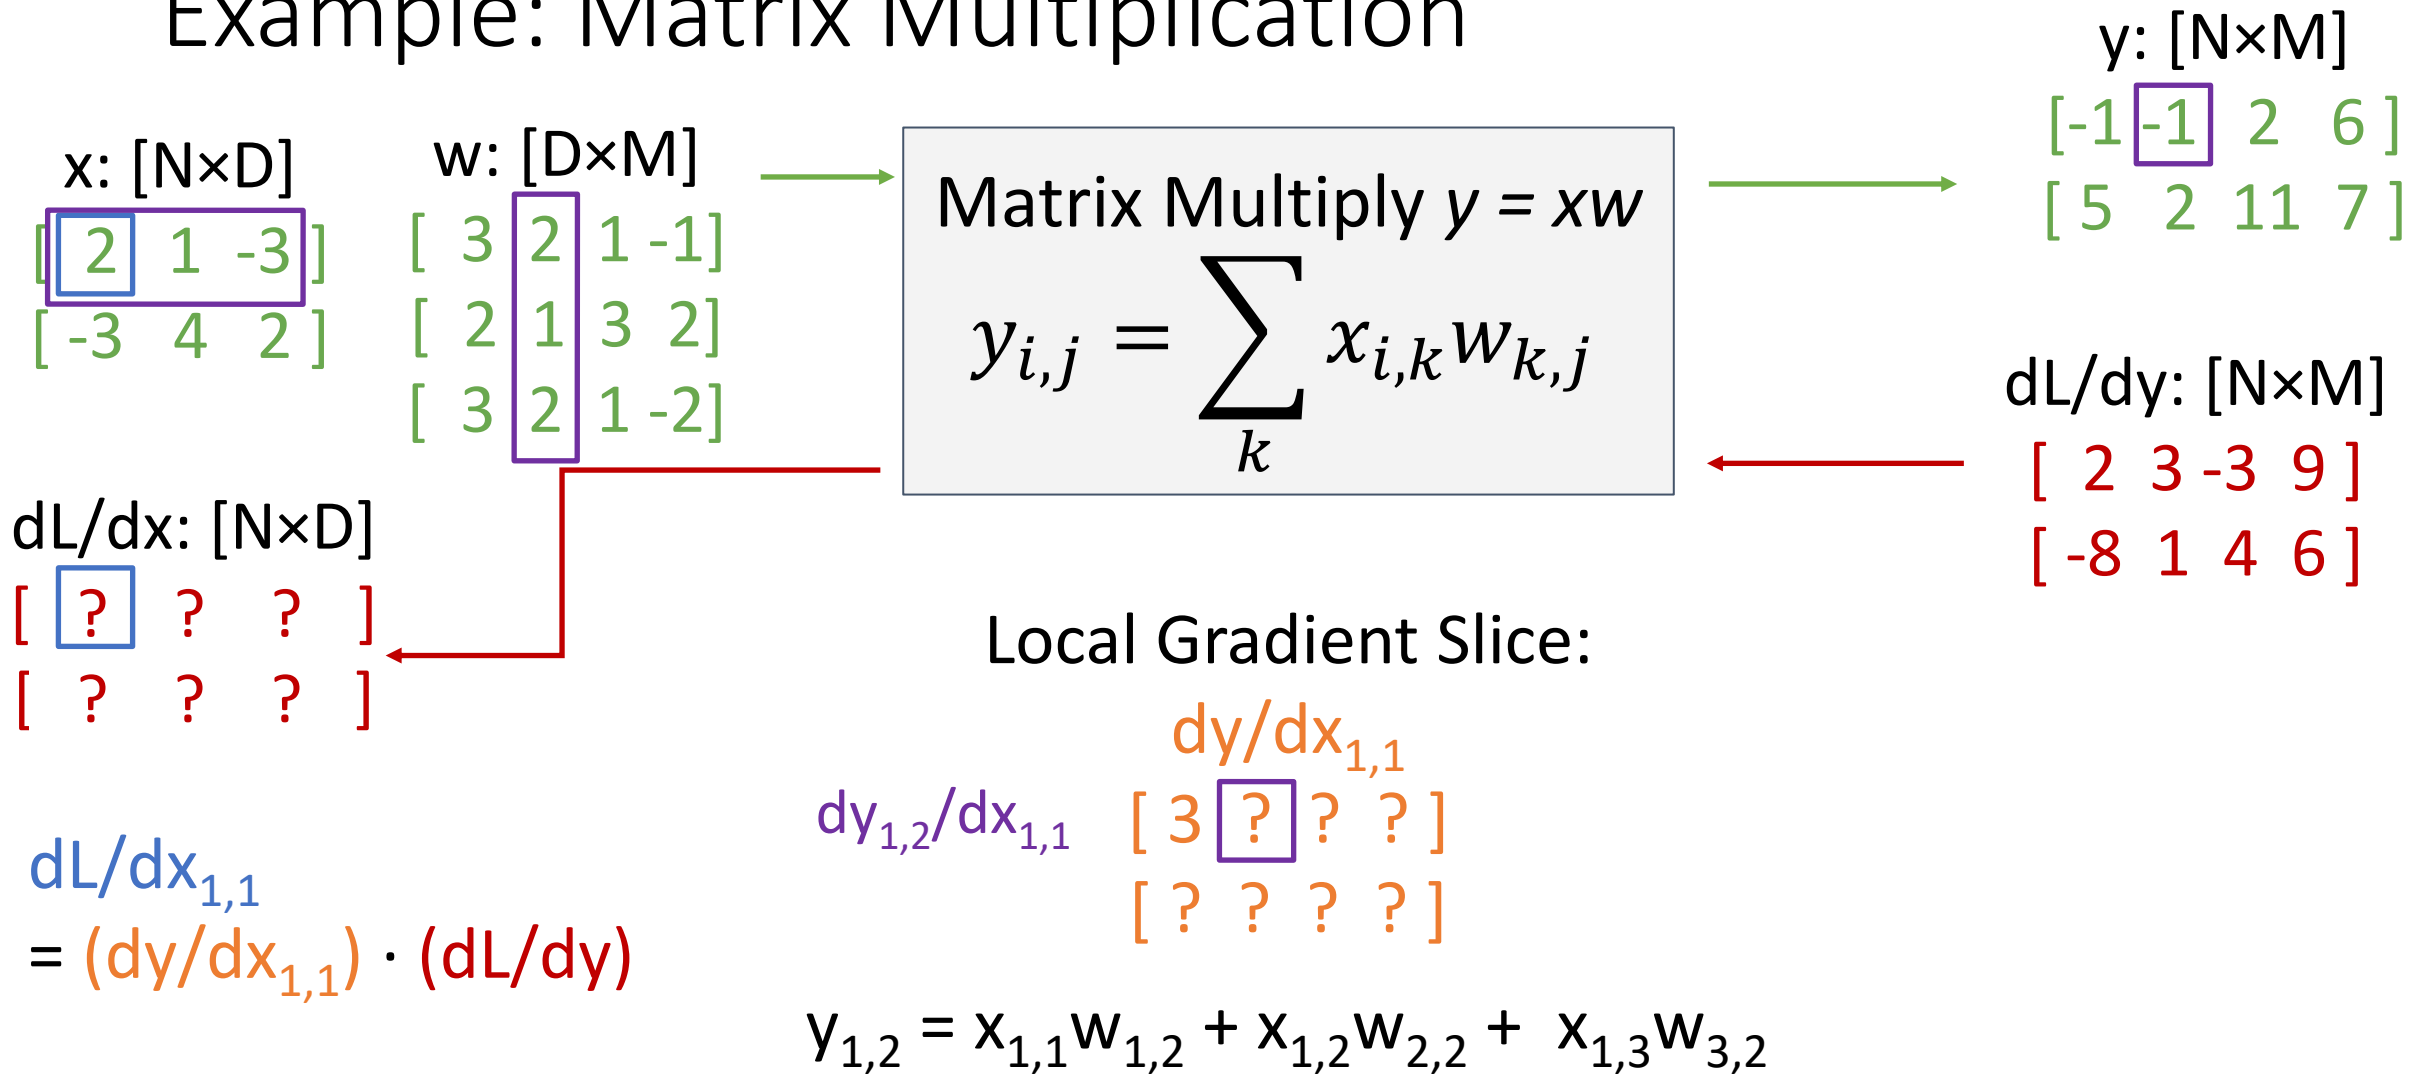 Example: Matrix Multiplication
x: [N×D]
[ 2 1 -3 ]
[ -3 4 2 ]
w: [D×M]
[ 3 2 1 -1]
[ 2 1 3 2]
[ 3 2 1 -2]
Matrix Multiply y = xw
y_{i,j} = ∑_k x_{i,k}w_{k,j}
y: [N×M]
[-1 -1 2 6 ]
[ 5 2 11 7 ]
dL/dy: [N×M]
[ 2 3 -3 9 ]
[ -8 1 4 6 ]
dL/dx: [N×D]
[ ? ? ? ]
[ ? ? ? ]
dL/dx_{1,1}
= (dy/dx_{1,1}) · (dL/dy)
Local Gradient Slice:
dy/dx_{1,1}
dy_{1,2}/dx_{1,1}
[ 3 ? ? ? ]
[ ? ? ? ? ]
y_{1,2} = x_{1,1}w_{1,2} + x_{1,2}w_{2,2} + x_{1,3}w_{3,2}